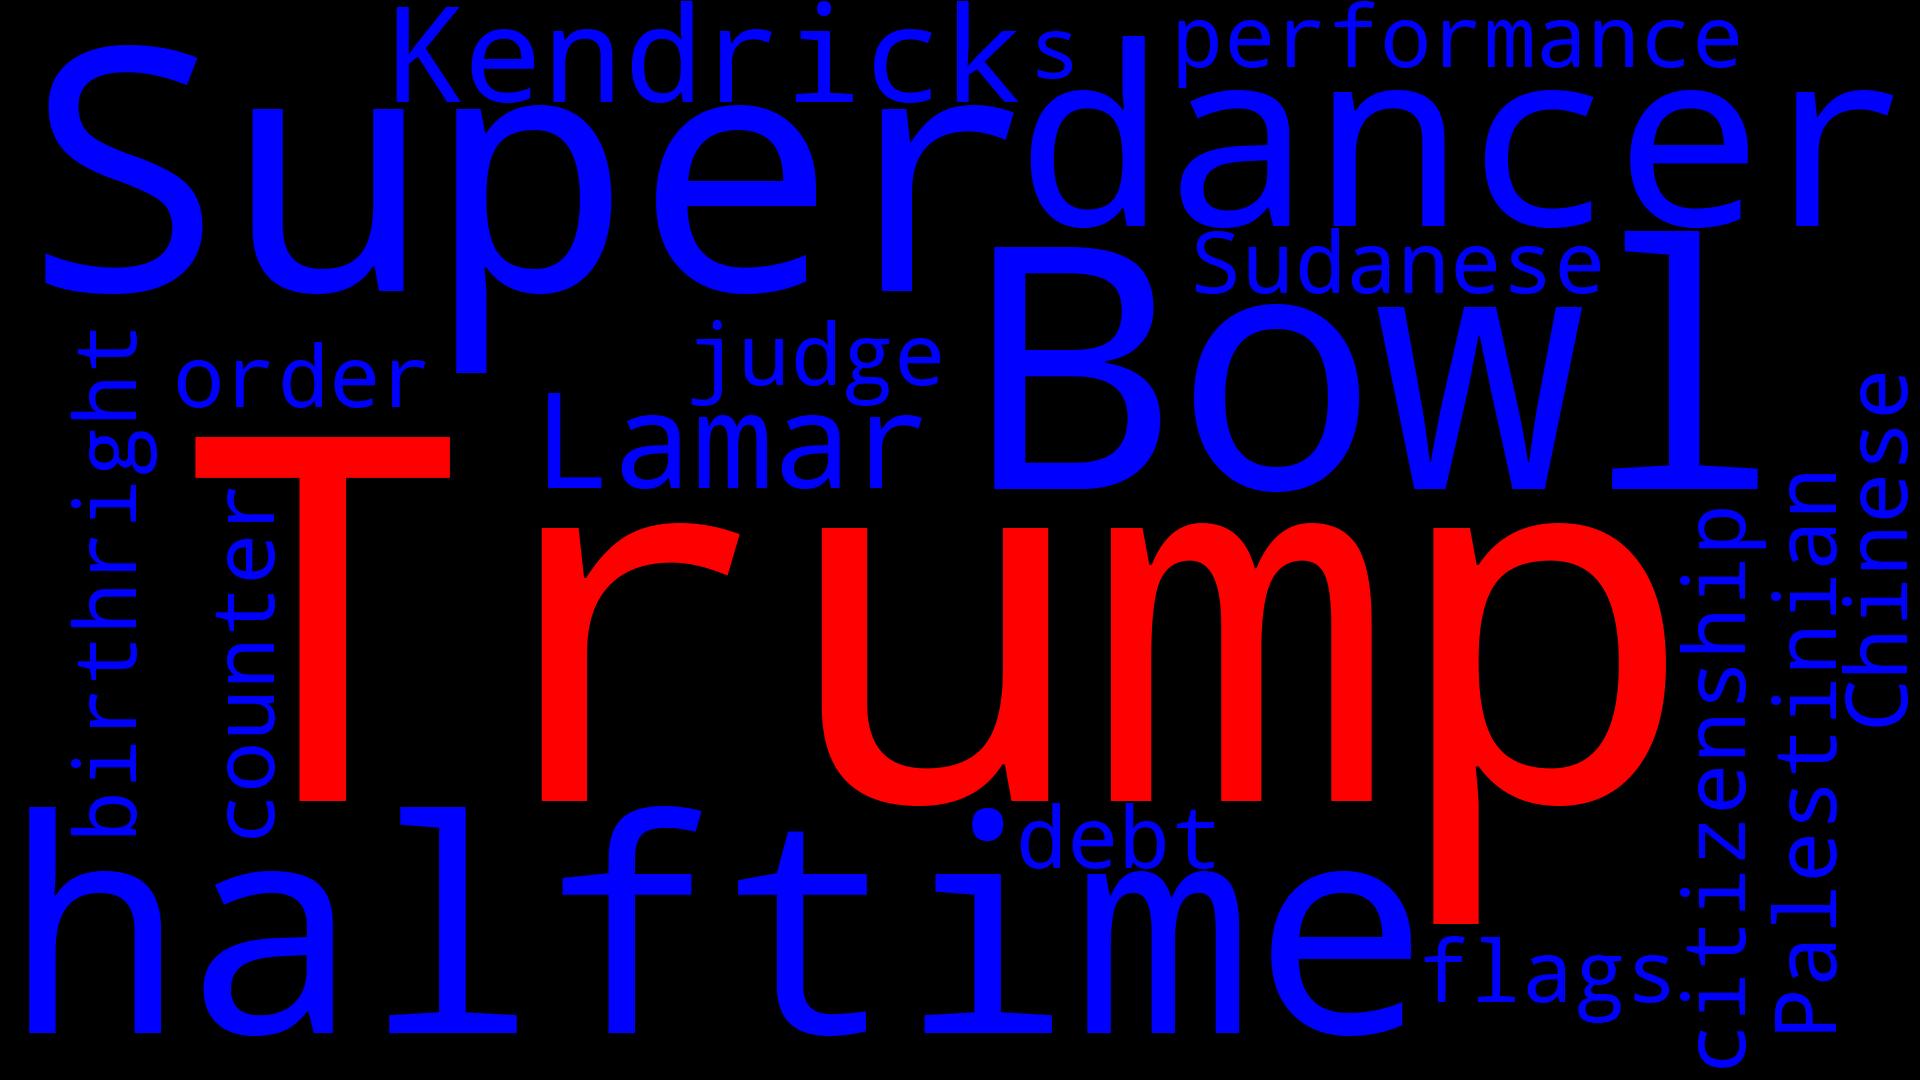 Kendricks
performance
Super
dancer
Sudanese
Bowl
judge
order
Lamar
birthright
counter
Trump
citizenship
Palestinian
Chinese
debt
halftime
flags